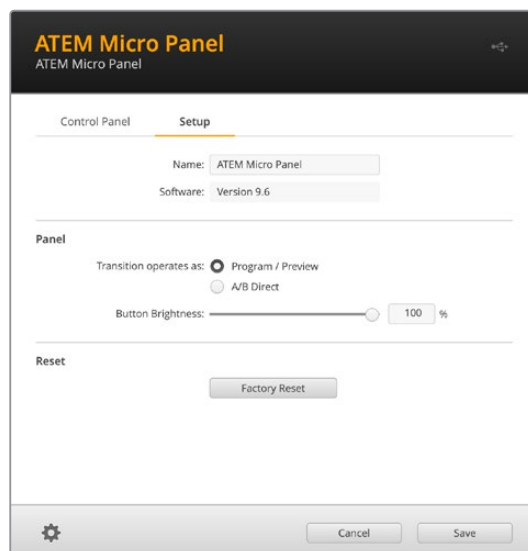 ATEM Micro Panel
ATEM Micro Panel
Control Panel Setup
Name: ATEM Micro Panel
Software: Version 9.6
Panel
Transition operates as: Program / Preview
A/B Direct
Button Brightness: 100 %
Reset
Factory Reset
Cancel Save